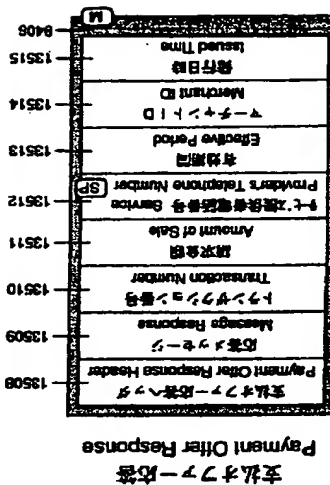 支払オファー応答
Payment Offer Response
支払オファー応答ヘッダ
Payment Offer Response Header
13508
応答メッセージ
Message Response
13509
トランザクション番号
Transaction Number
13510
請求金額
Amount of Sale
13511
サービス提供者電話番号 Service
Provider's Telephone Number
SP
13512
有効期間
Effective Period
13513
マーチャントID
Merchant ID
13514
発行日時
Issued Time
13515
M
8406